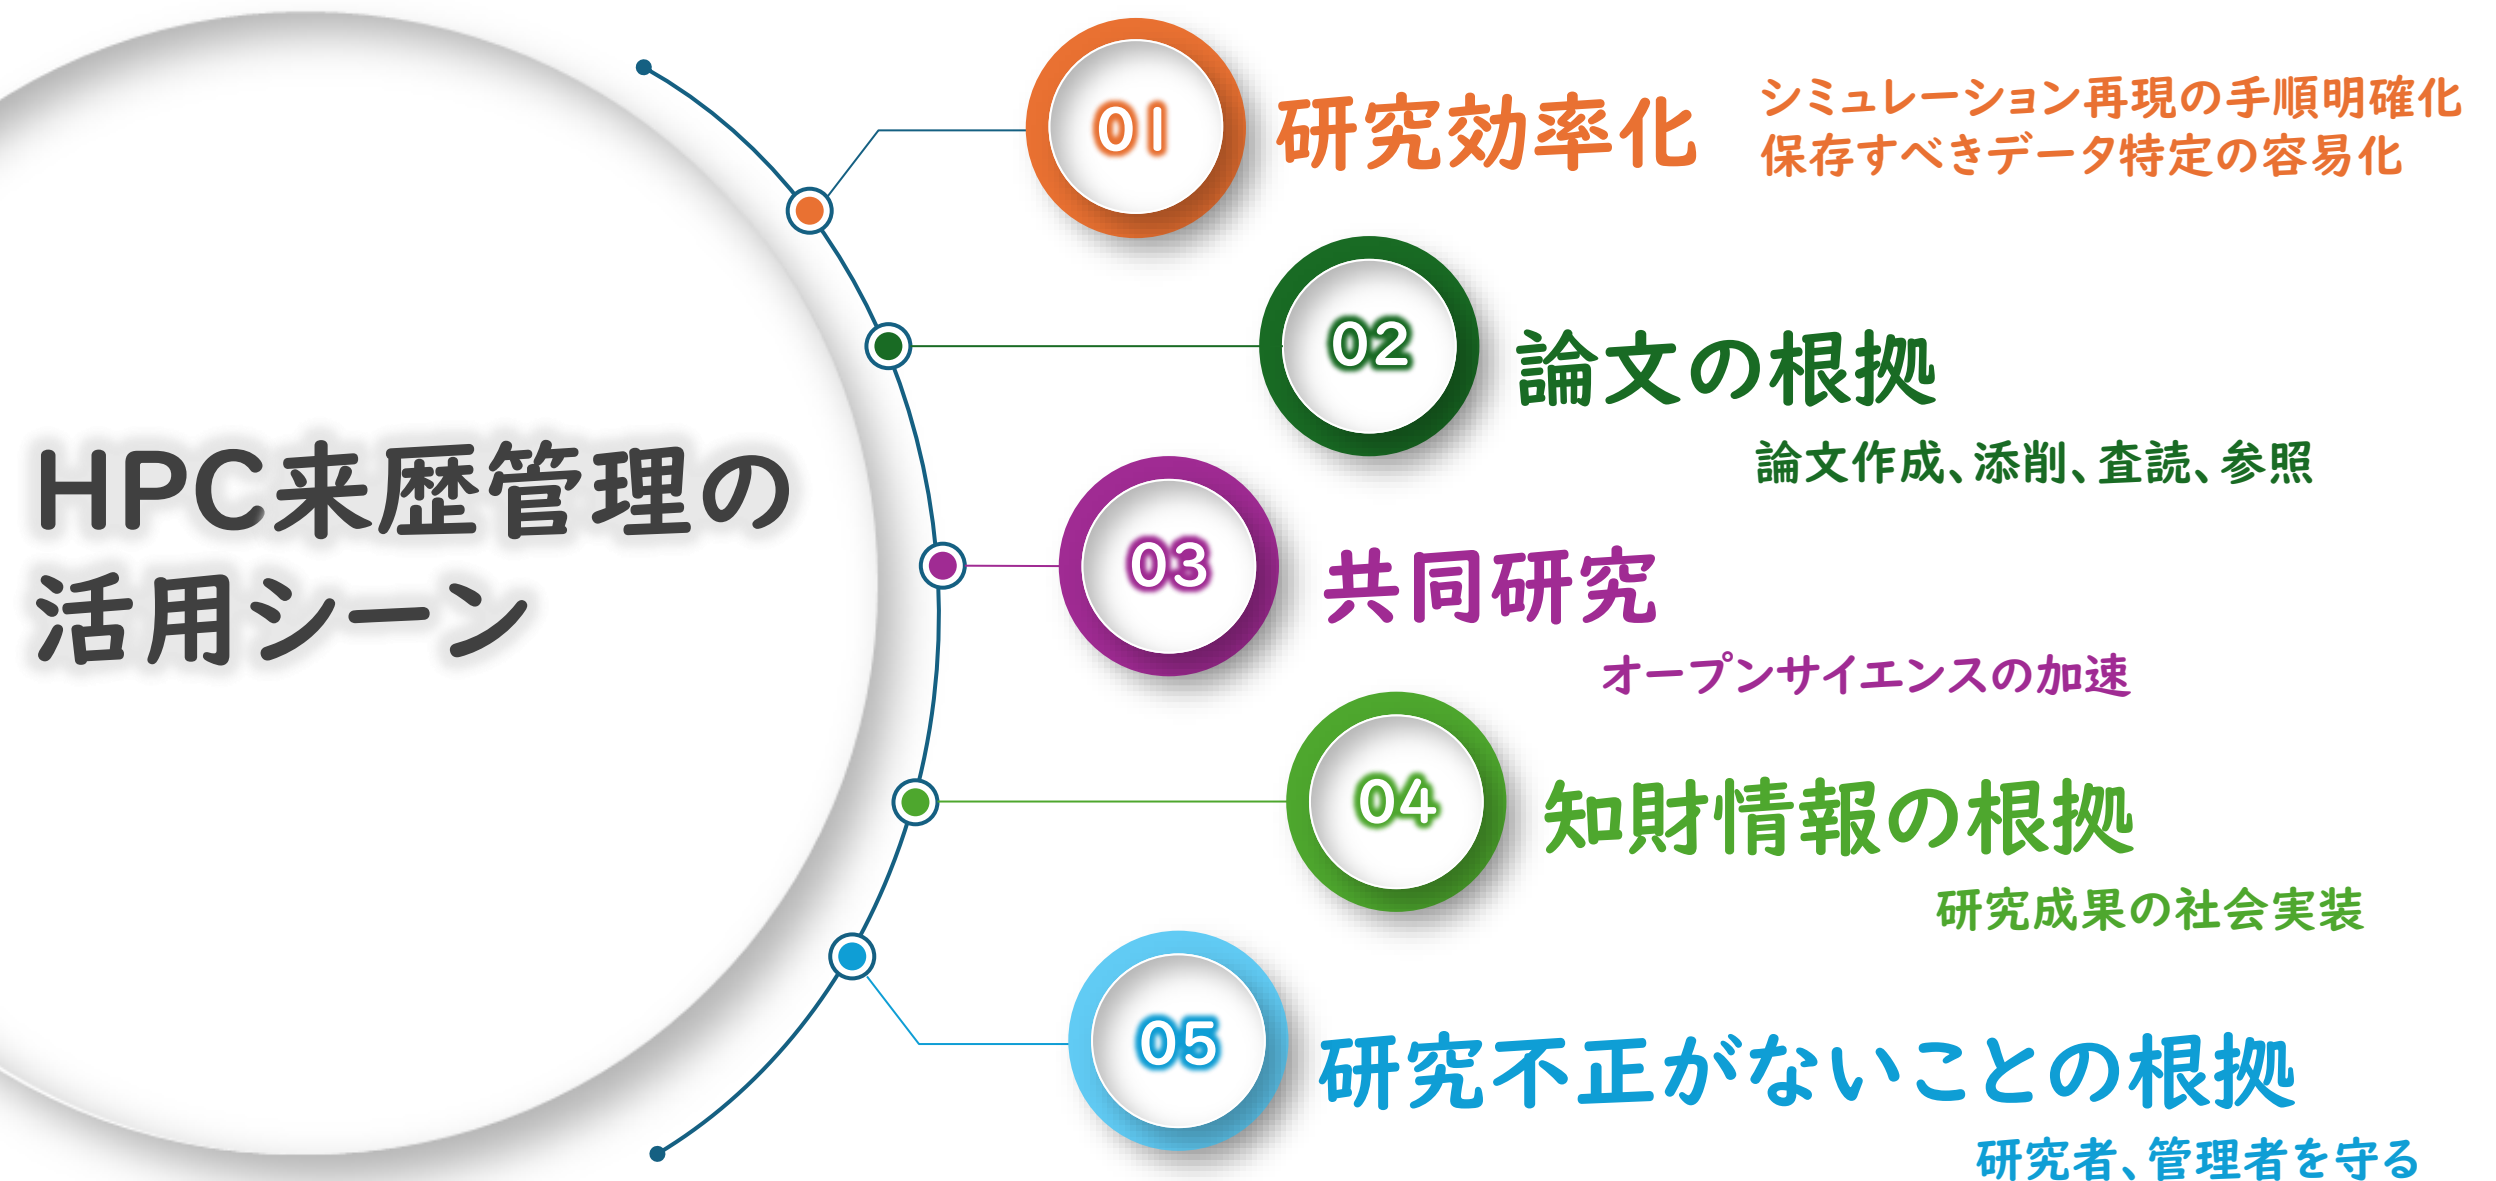 HPC来歴管理の
活用シーン
01
研究効率化
シミュレーション再現の手順明確化
保存すべきデータ特定の容易化
02
論文の根拠
論文作成、添削、査読、参照
03
共同研究
オープンサイエンスの加速
04
知財情報の根拠
研究成果の社会実装
05
研究不正がないことの根拠
研究者、管理者を守る